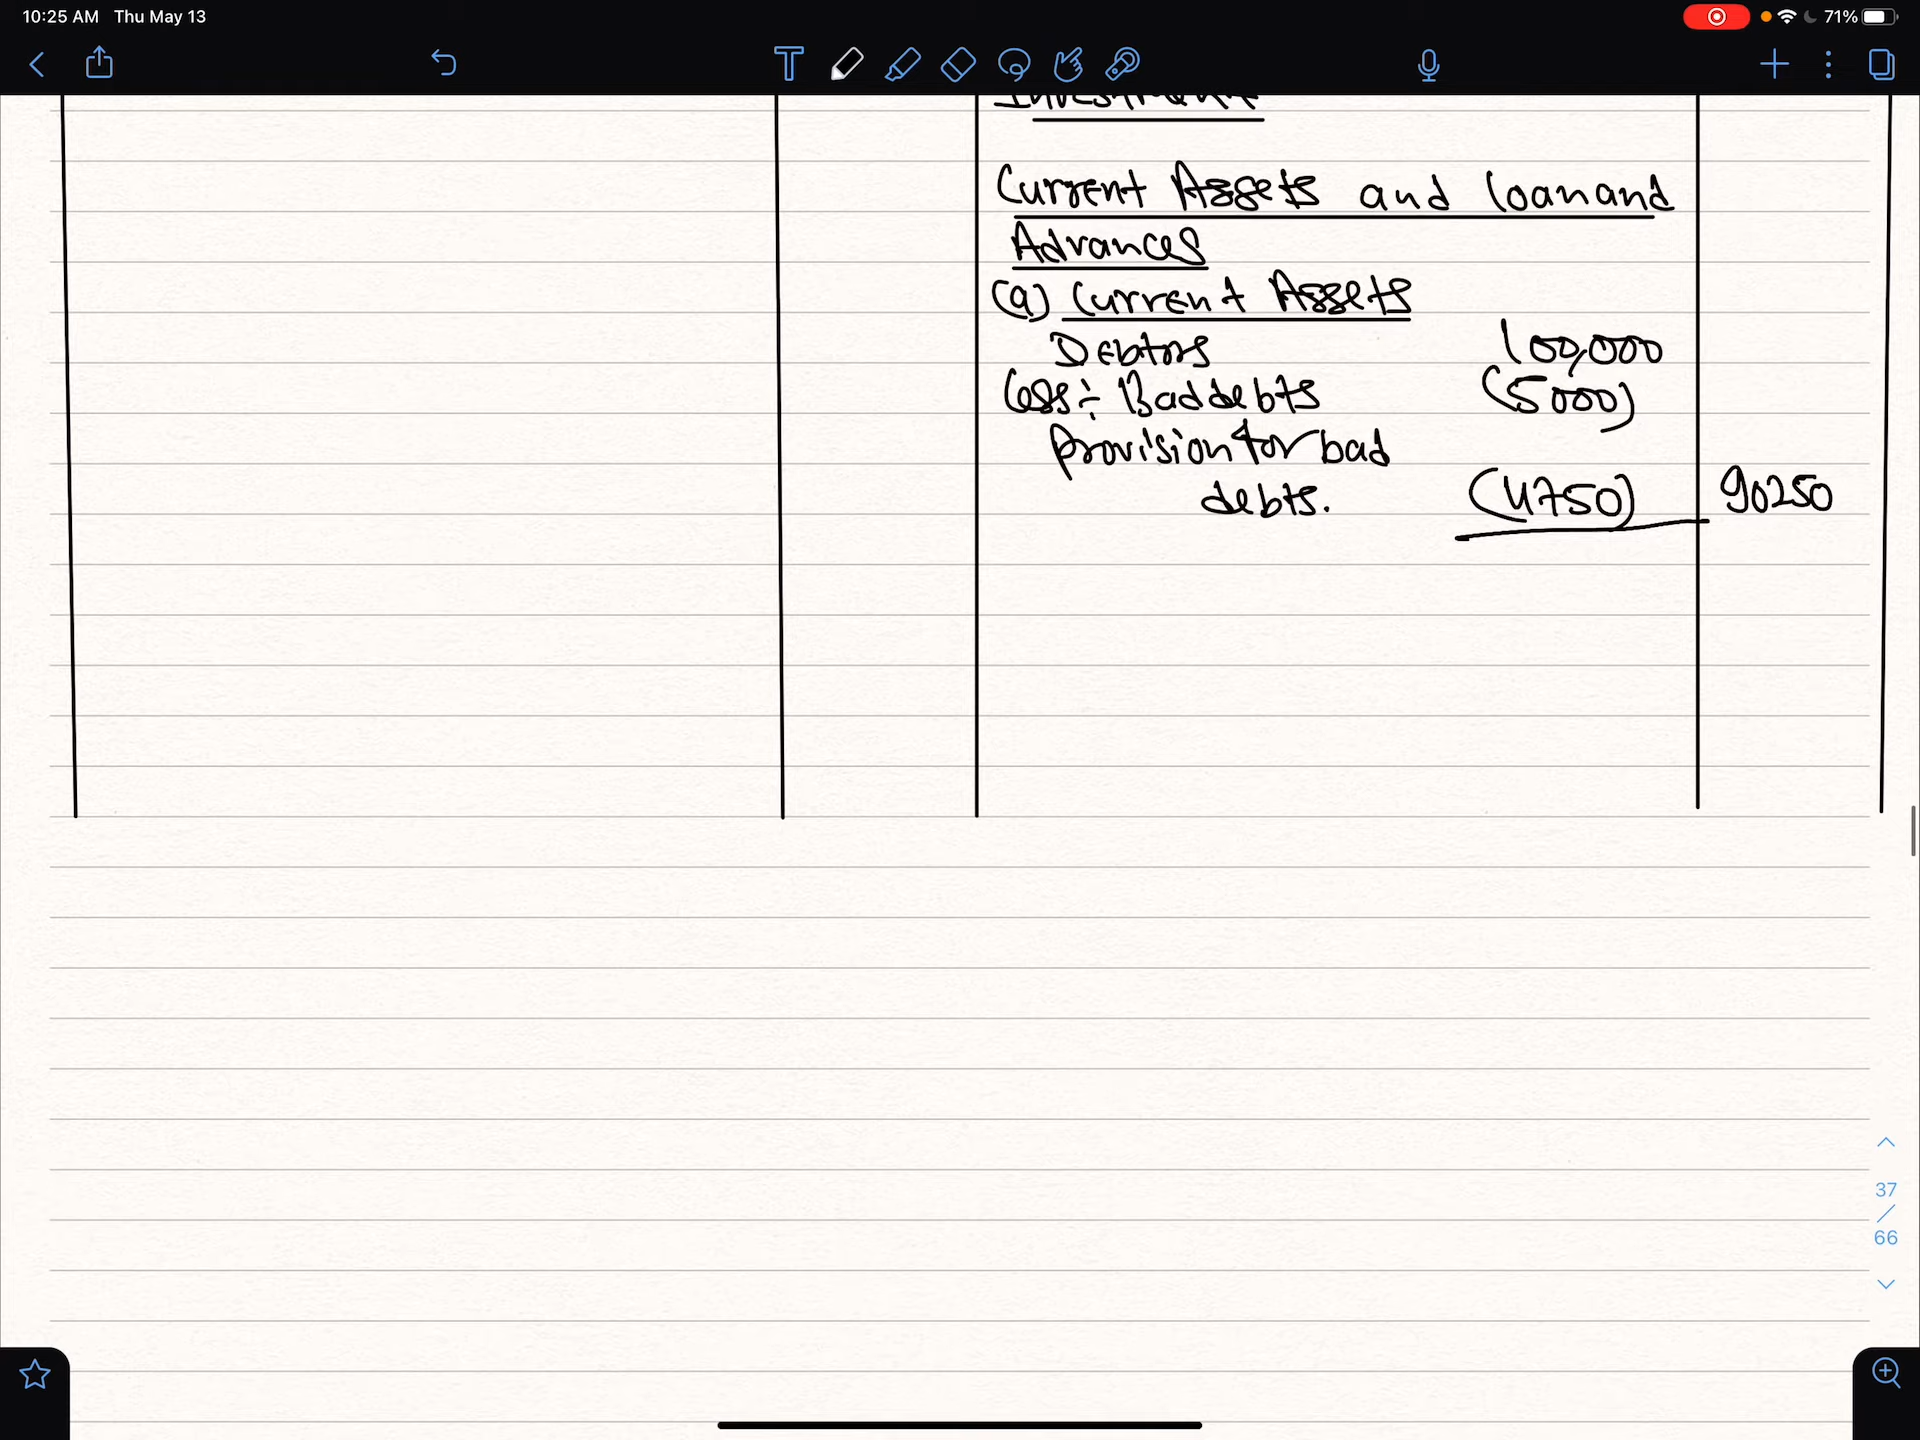 10:25 AM Thu May 13
71%
Investment
Current Assets and loan and
Advances
(a) Current Assets
Debtors 100,000
Less:- Bad debts (5000)
provision for bad
debts. (4750) 90250
37
/
66